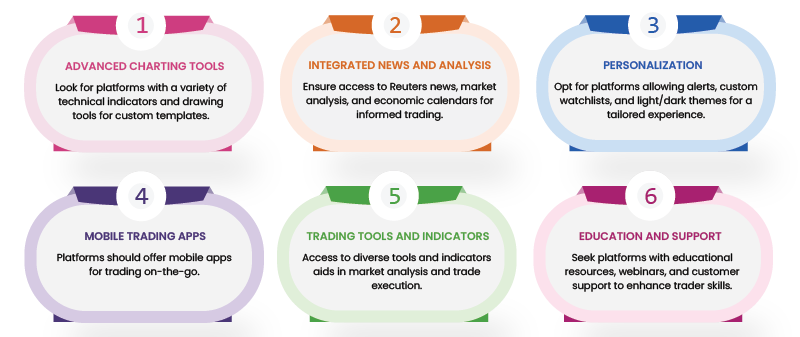 1
ADVANCED CHARTING TOOLS
Look for platforms with a variety of
technical indicators and drawing
tools for custom templates.
2
INTEGRATED NEWS AND ANALYSIS
Ensure access to Reuters news, market
analysis, and economic calendars for
informed trading.
3
PERSONALIZATION
Opt for platforms allowing alerts, custom
watchlists, and light/dark themes for a
tailored experience.
4
MOBILE TRADING APPS
Platforms should offer mobile apps
for trading on-the-go.
5
TRADING TOOLS AND INDICATORS
Access to diverse tools and indicators
aids in market analysis and trade
execution.
6
EDUCATION AND SUPPORT
Seek platforms with educational
resources, webinars, and customer
support to enhance trader skills.